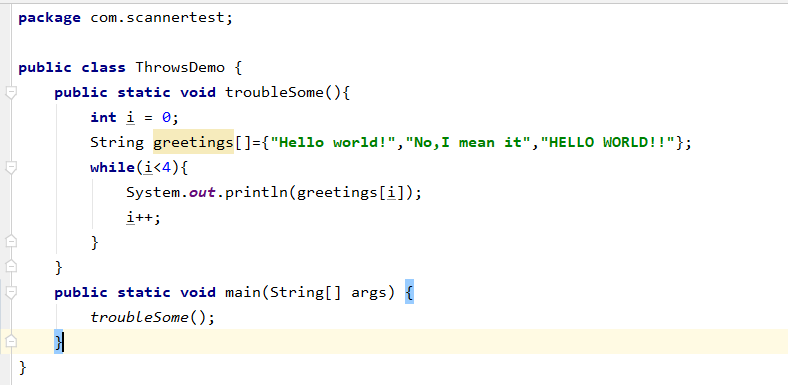 package com.scannertest;
public class ThrowsDemo {
public static void troubleSome(){
int i = 0;
String greetings[]={"Hello world!","No,I mean it","HELLO WORLD!!"};
while(i<4){
System.out.println(greetings[i]);
i++;
}
}
public static void main(String[] args) {
troubleSome();
}
}